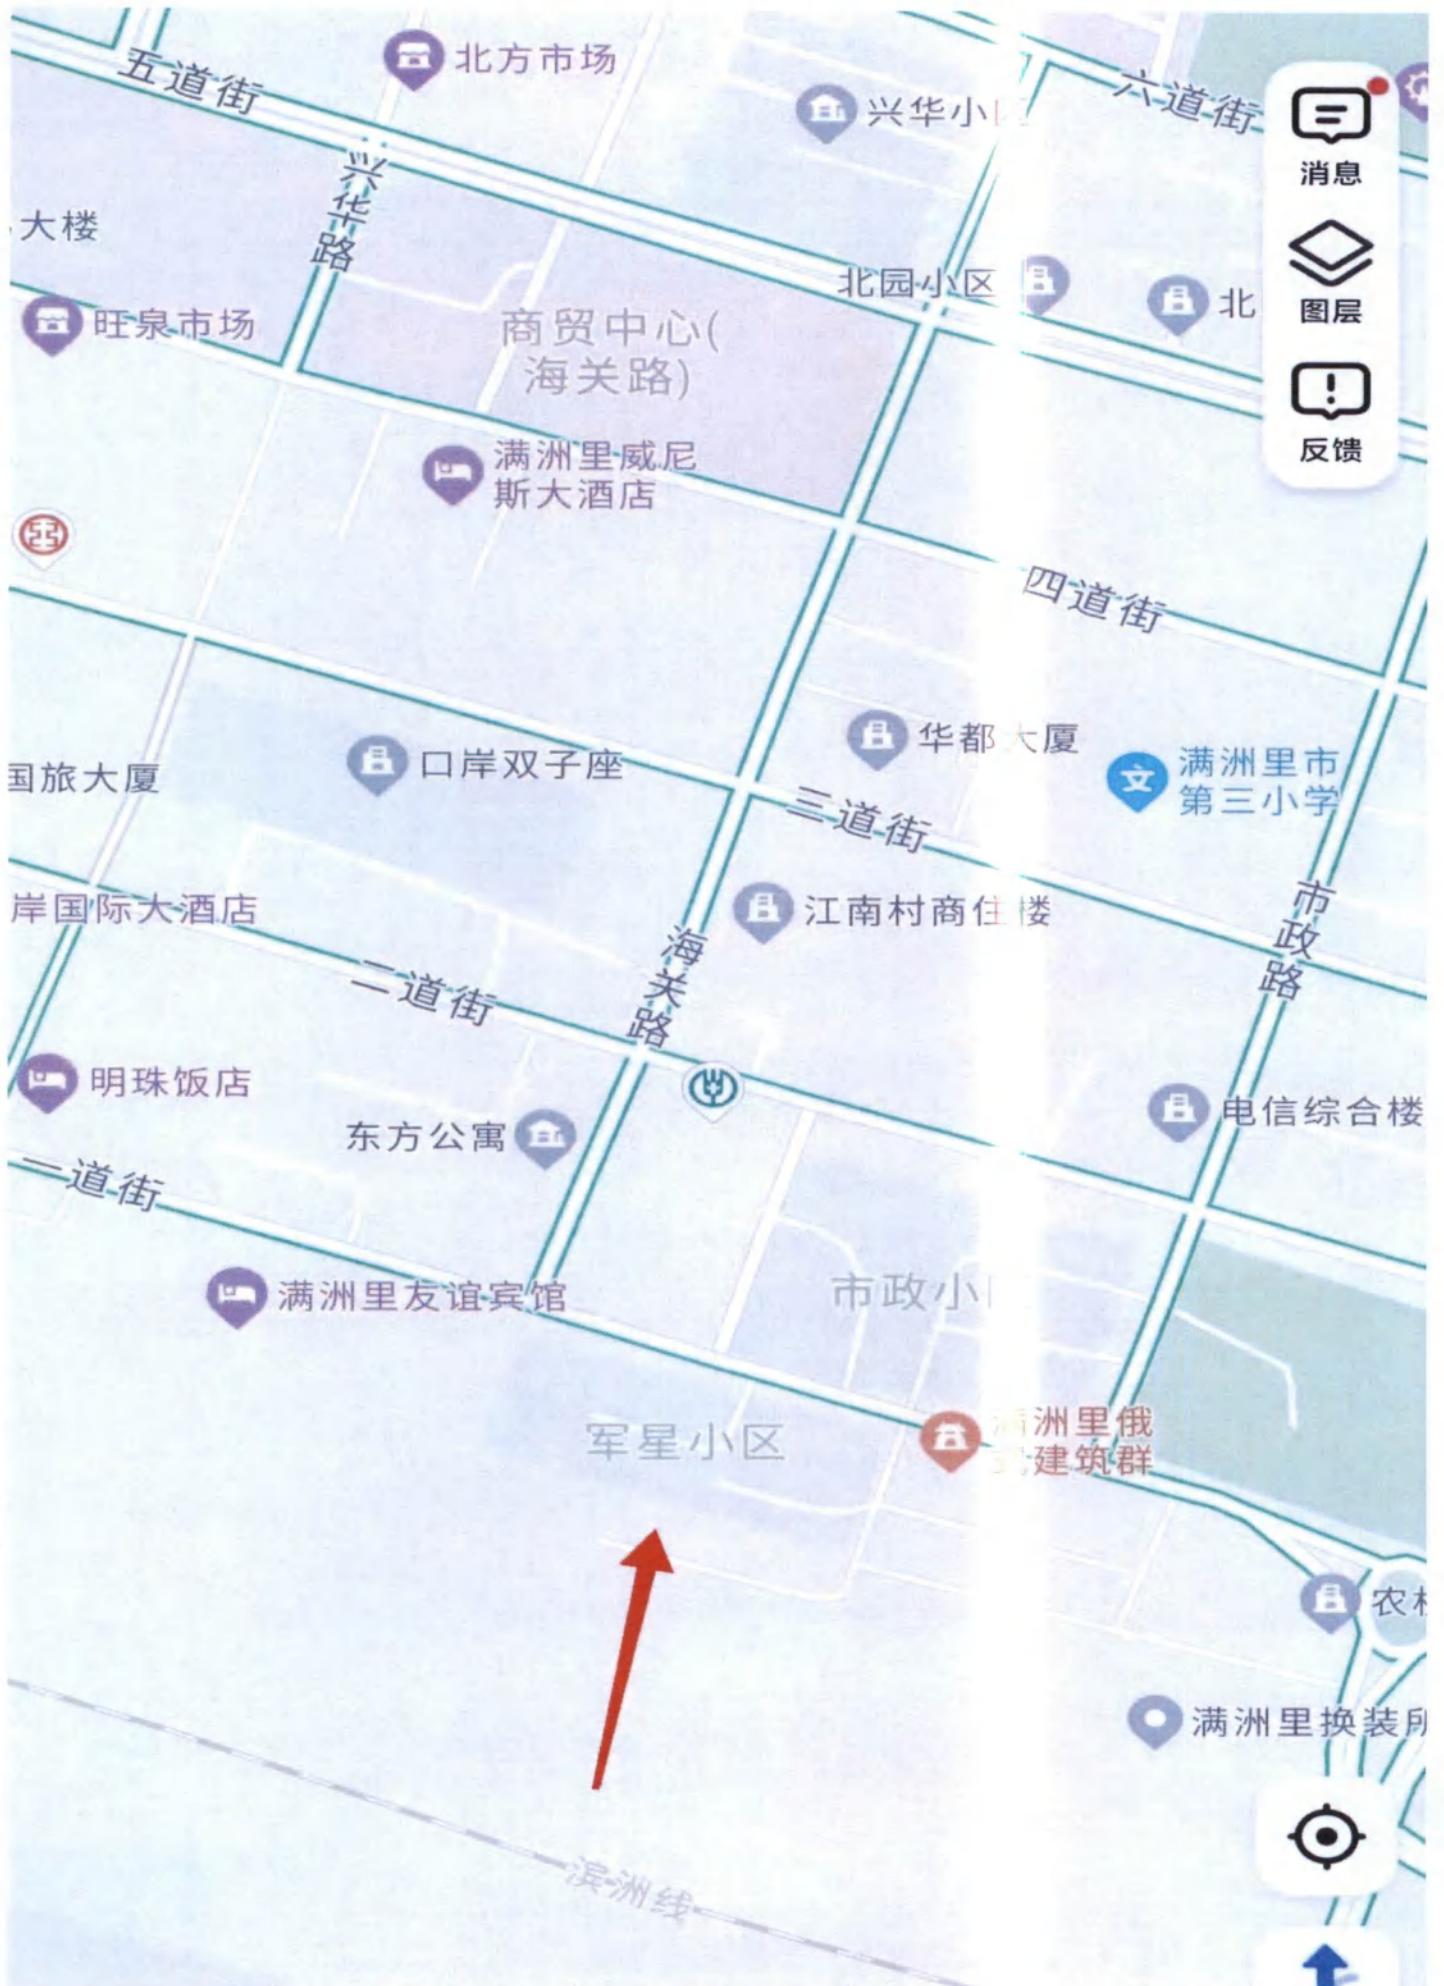 五道街
北方市场
兴华小
六道街
消息
兴华路
大楼
北园小区
北
图层
旺泉市场
商贸中心(
海关路)
反馈
满洲里威尼
斯大酒店
四道街
国旅大厦
口岸双子座
华都大厦
满洲里市
第三小学
三道街
岸国际大酒店
江南村商住楼
市政路
二道街
海关路
明珠饭店
东方公寓
电信综合楼
一道街
满洲里友谊宾馆
市政小
军星小区
满洲里俄
式建筑群
农
满洲里换装所
滨洲线